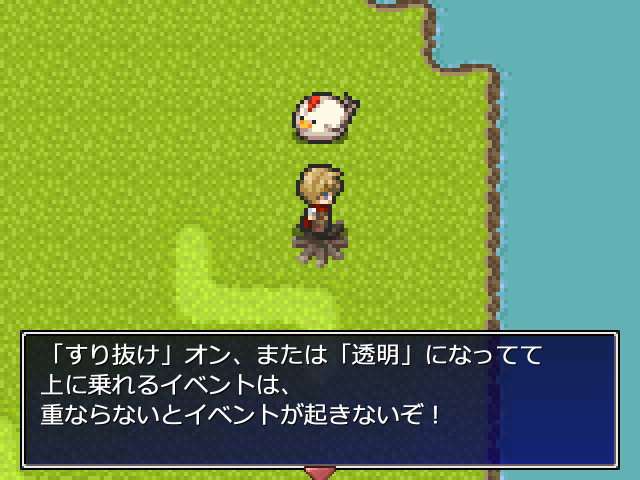 「すり抜け」オン、または「透明」になってて
上に乗れるイベントは、
重ならないとイベントが起きないぞ！